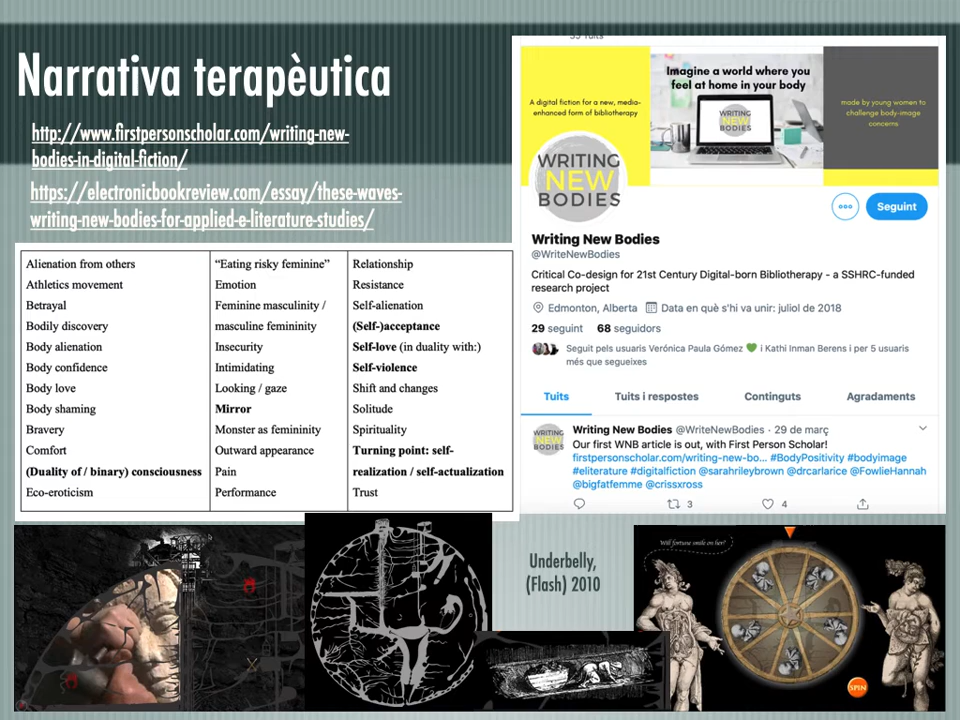 Narrativa terapèutica
http://www.firstpersonscholar.com/writing-new-
bodies-in-digital-fiction/
https://electronicbookreview.com/essay/these-waves-
writing-new-bodies-for-applied-e-literature-studies/
Alienation from others
Athletics movement
Betrayal
Bodily discovery
Body alienation
Body confidence
Body love
Body shaming
Bravery
Comfort
(Duality of / binary) consciousness
Eco-eroticism
“Eating risky feminine”
Emotion
Feminine masculinity /
masculine femininity
Insecurity
Intimidating
Looking / gaze
Mirror
Monster as femininity
Outward appearance
Pain
Performance
Relationship
Resistance
Self-alienation
(Self-)acceptance
Self-love (in duality with:)
Self-violence
Shift and changes
Solitude
Spirituality
Turning point: self-
realization / self-actualization
Trust
A digital fiction for a new, media-
enhanced form of bibliotherapy
Imagine a world where you
feel at home in your body
WRITING
NEW
BODIES
made by young women to
challenge body-image
concerns
WRITING
NEW
BODIES
Seguint
Writing New Bodies
@WriteNewBodies
Critical Co-design for 21st Century Digital-born Bibliotherapy - a SSHRC-funded
research project
Edmonton, Alberta Data en què s'hi va unir: juliol de 2018
29 seguint 68 seguidors
Seguit pels usuaris Verónica Paula Gómez i Kathi Inman Berens i per 5 usuaris
més que segueixes
Tuits Tuits i respostes Continguts Agradaments
WRITING
NEW
BODIES
Writing New Bodies @WriteNewBodies · 29 de març
Our first WNB article is out, with First Person Scholar!
firstpersonscholar.com/writing-new-bo... #BodyPositivity #bodyimage
#eliterature #digitalfiction @sarahrileybrown @drcarlarice @FowlieHannah
@bigfatfemme @crissxross
3 4
Underbelly,
(Flash) 2010
Will fortune smile on her?
SPIN